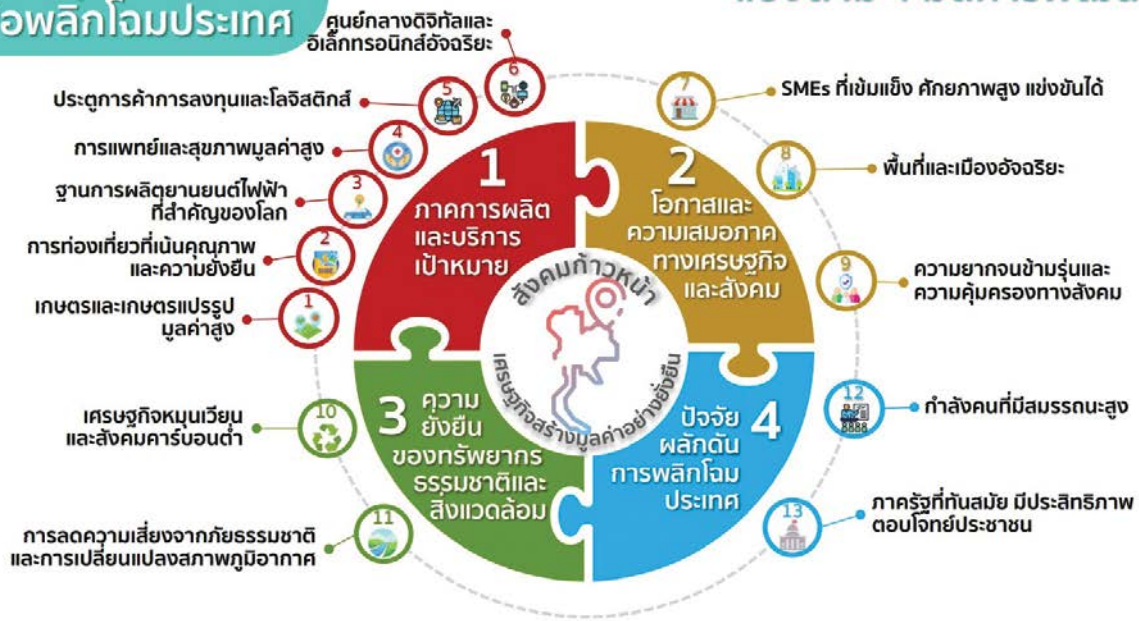 พลิกโฉมประเทศ
ศูนย์กลางดิจิทัลและ
อิเล็กทรอนิกส์อัจฉริยะ
6
5
ประตูการค้าการลงทุนและโลจิสติกส์
4
การแพทย์และสุขภาพมูลค่าสูง
3
ฐานการผลิตยานยนต์ไฟฟ้า
ที่สำคัญของโลก
2
การท่องเที่ยวที่เน้นคุณภาพ
และความยั่งยืน
1
เกษตรและเกษตรแปรรูป
มูลค่าสูง
1
ภาคการผลิต
และบริการ
เป้าหมาย
2
โอกาสและ
ความเสมอภาค
ทางเศรษฐกิจ
และสังคม
7
SMEs ที่เข้มแข็ง ศักยภาพสูง แข่งขันได้
8
พื้นที่และเมืองอัจฉริยะ
9
ความยากจนข้ามรุ่นและ
ความคุ้มครองทางสังคม
สังคมก้าวหน้า
เศรษฐกิจสร้างมูลค่าอย่างยั่งยืน
3
ความ
ยั่งยืน
ของทรัพยากร
ธรรมชาติและ
สิ่งแวดล้อม
10
เศรษฐกิจหมุนเวียน
และสังคมคาร์บอนต่ำ
11
การลดความเสี่ยงจากภัยธรรมชาติ
และการเปลี่ยนแปลงสภาพภูมิอากาศ
4
ปัจจัย
ผลักดัน
การพลิกโฉม
ประเทศ
12
กำลังคนที่มีสมรรถนะสูง
13
ภาครัฐที่ทันสมัย มีประสิทธิภาพ
ตอบโจทย์ประชาชน